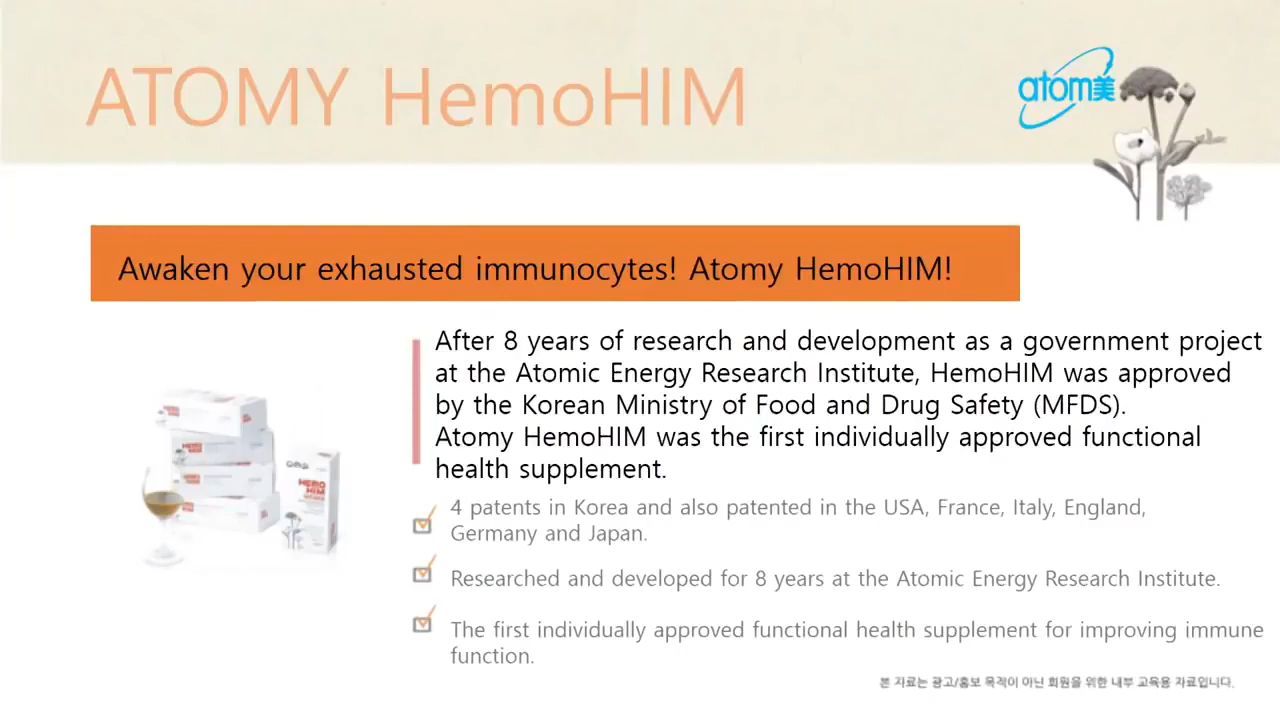 ATOMY HemoHIM
atom美
Awaken your exhausted immunocytes! Atomy HemoHIM!
After 8 years of research and development as a government project
at the Atomic Energy Research Institute, HemoHIM was approved
by the Korean Ministry of Food and Drug Safety (MFDS).
Atomy HemoHIM was the first individually approved functional
health supplement.
HEMO
HIM
4 patents in Korea and also patented in the USA, France, Italy, England,
Germany and Japan.
Researched and developed for 8 years at the Atomic Energy Research Institute.
The first individually approved functional health supplement for improving immune
function.
본 자료는 광고/홍보 목적이 아닌 회원을 위한 내부 교육용 자료입니다.